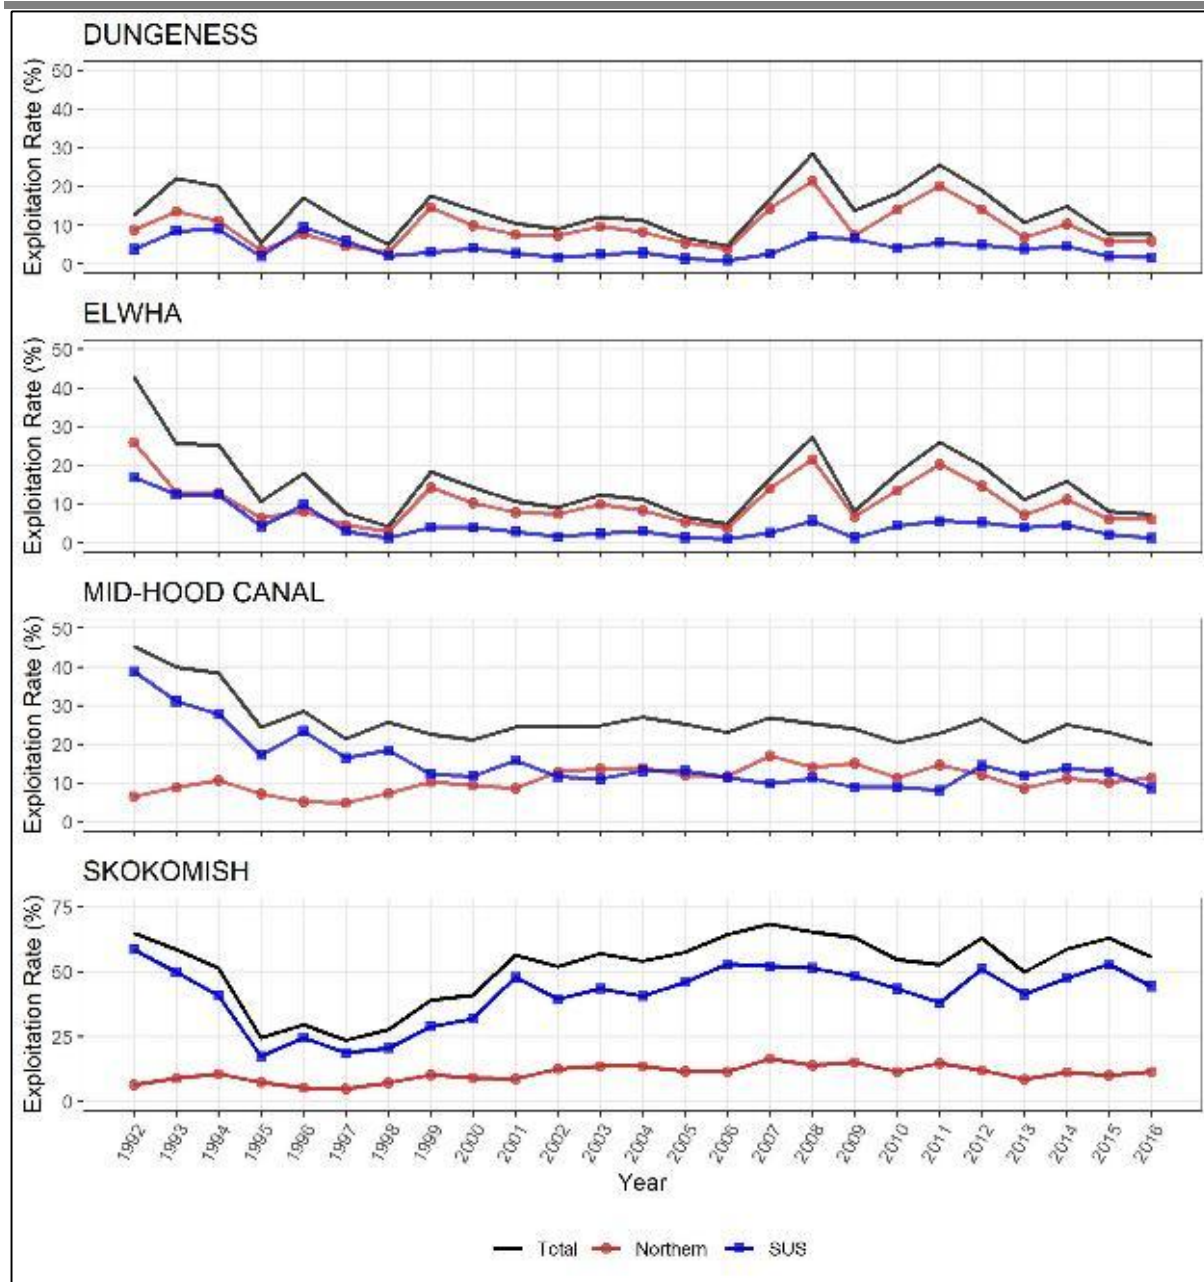 DUNGENESS
Exploitation Rate (%)
50
40
30
20
10
0
ELWHA
Exploitation Rate (%)
50
40
30
20
10
0
MID-HOOD CANAL
Exploitation Rate (%)
50
40
30
20
10
0
SKOKOMISH
Exploitation Rate (%)
75
50
25
0
1992 1993 1994 1995 1996 1997 1998 1999 2000 2001 2002 2003 2004 2005 2006 2007 2008 2009 2010 2011 2012 2013 2014 2015 2016
Year
Total Northern SUS